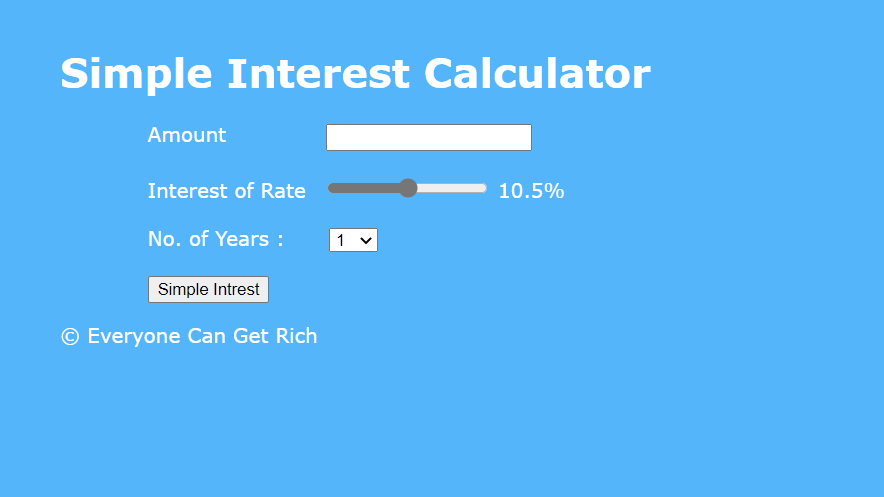 Simple Interest Calculator
Amount
Interest of Rate 10.5%
No. of Years : 1
Simple Intrest
© Everyone Can Get Rich